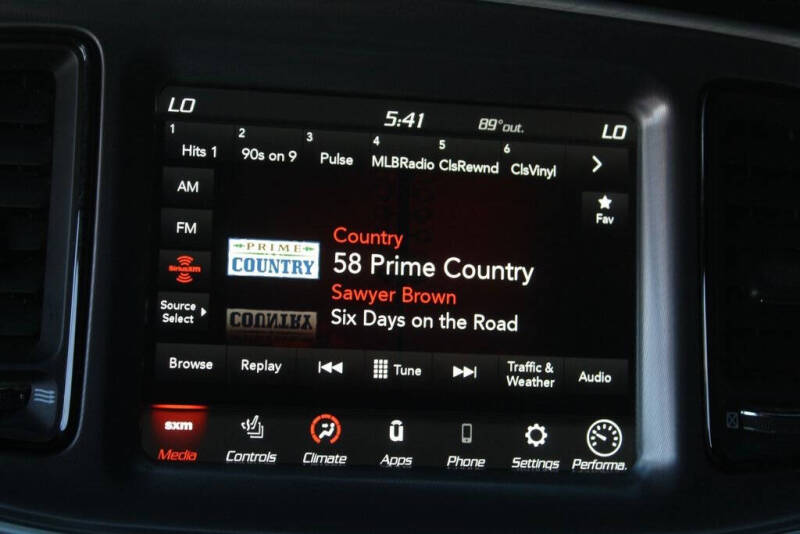 LO 5:41 89° out. LO
1 2 3 4 5 6
Hits 1 90s on 9 Pulse MLBRadio ClsRewnd ClsVinyl
AM
Fav
FM
Country
PRIME
COUNTRY
58 Prime Country
SiriusXM
Sawyer Brown
Source
Select
COUNTRY
Six Days on the Road
Browse Replay Tune Traffic &
Weather Audio
sxm
Media Controls Climate Apps Phone Settings Performa.